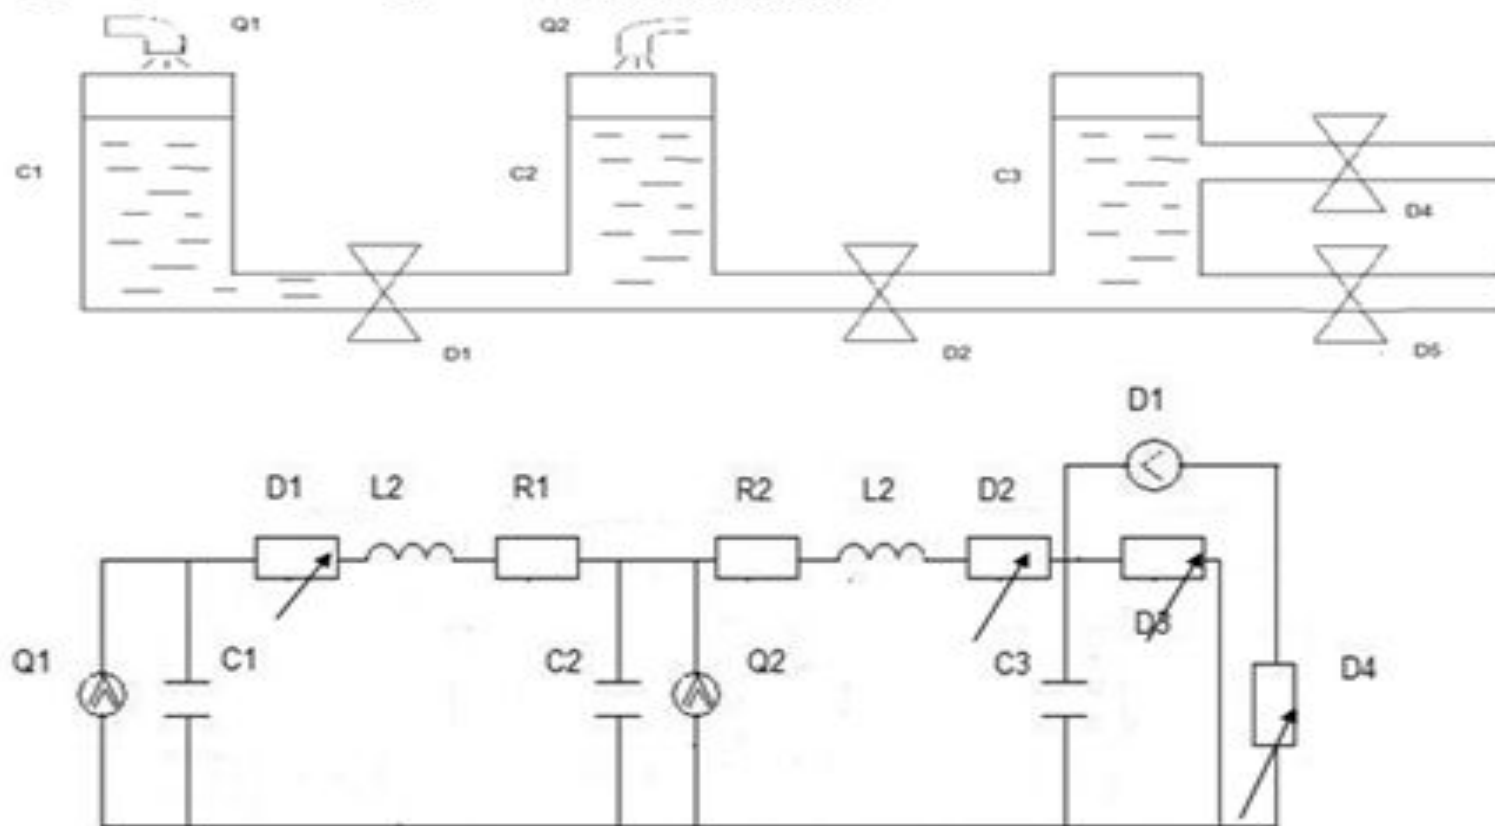 Q1 Q2
C1 C2 C3
D4
D1 D2 D5
D1
D1 L2 R1 R2 L2 D2
D3
Q1 C1 C2 Q2 C3 D4